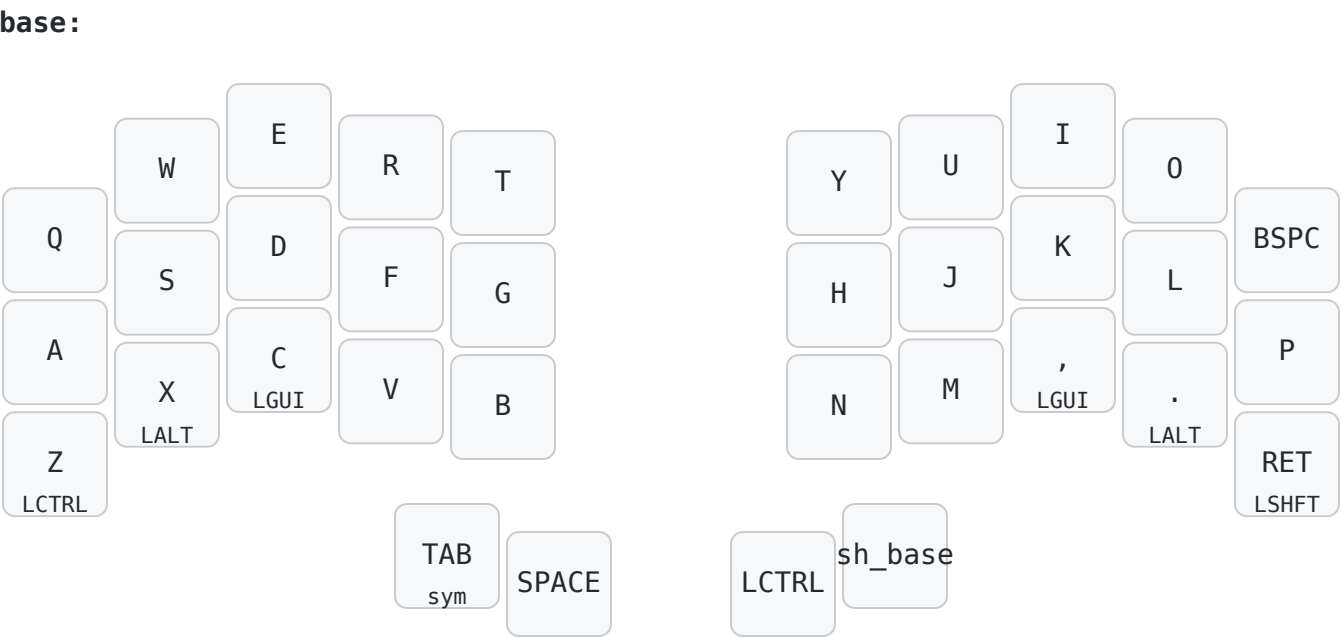 base:
Q W E R T Y U I O BSPC
A S D F G H J K L P
Z X C V B N M , . RET
LCTRL LALT LGUI LGUI LALT LSHFT
TAB SPACE LCTRL sh_base
sym